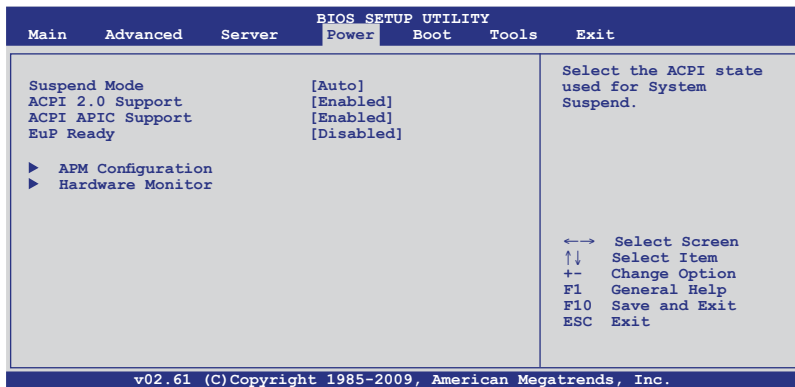 BIOS SETUP UTILITY
Main Advanced Server Power Boot Tools Exit
Suspend Mode [Auto]
ACPI 2.0 Support [Enabled]
ACPI APIC Support [Enabled]
EuP Ready [Disabled]
▶ APM Configuration
▶ Hardware Monitor
Select the ACPI state
used for System
Suspend.
←→ Select Screen
↑↓ Select Item
+- Change Option
F1 General Help
F10 Save and Exit
ESC Exit
v02.61 (C)Copyright 1985-2009, American Megatrends, Inc.